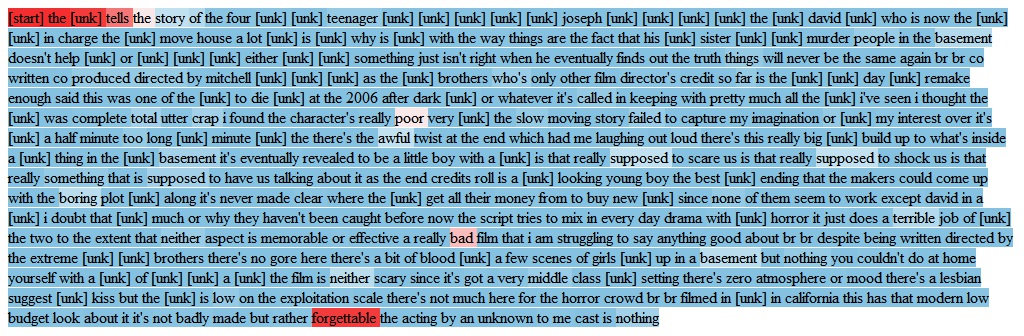 [start] the [unk] tells the story of the four [unk] [unk] teenager [unk] [unk] [unk] [unk] [unk] joseph [unk] [unk] [unk] [unk] the [unk] david [unk] who is now the [unk]
[unk] in charge the [unk] move house a lot [unk] is [unk] why is [unk] with the way things are the fact that his [unk] sister [unk] [unk] murder people in the basement
doesn't help [unk] or [unk] [unk] [unk] either [unk] [unk] something just isn't right when he eventually finds out the truth things will never be the same again br br co
written co produced directed by mitchell [unk] [unk] [unk] as the [unk] brothers who's only other film director's credit so far is the [unk] [unk] day [unk] remake
enough said this was one of the [unk] to die [unk] at the 2006 after dark [unk] or whatever it's called in keeping with pretty much all the [unk] i've seen i thought the
[unk] was complete total utter crap i found the character's really poor very [unk] the slow moving story failed to capture my imagination or [unk] my interest over it's
[unk] a half minute too long [unk] minute [unk] the there's the awful twist at the end which had me laughing out loud there's this really big [unk] build up to what's inside
a [unk] thing in the [unk] basement it's eventually revealed to be a little boy with a [unk] is that really supposed to scare us is that really supposed to shock us is that
really something that is supposed to have us talking about it as the end credits roll is a [unk] looking young boy the best [unk] ending that the makers could come up
with the boring plot [unk] along it's never made clear where the [unk] get all their money from to buy new [unk] since none of them seem to work except david in a
[unk] i doubt that [unk] much or why they haven't been caught before now the script tries to mix in every day drama with [unk] horror it just does a terrible job of [unk]
the two to the extent that neither aspect is memorable or effective a really bad film that i am struggling to say anything good about br br despite being written directed by
the extreme [unk] [unk] brothers there's no gore here there's a bit of blood [unk] a few scenes of girls [unk] up in a basement but nothing you couldn't do at home
yourself with a [unk] of [unk] [unk] a [unk] the film is neither scary since it's got a very middle class [unk] setting there's zero atmosphere or mood there's a lesbian
suggest [unk] kiss but the [unk] is low on the exploitation scale there's not much here for the horror crowd br br filmed in [unk] in california this has that modern low
budget look about it it's not badly made but rather forgettable the acting by an unknown to me cast is nothing